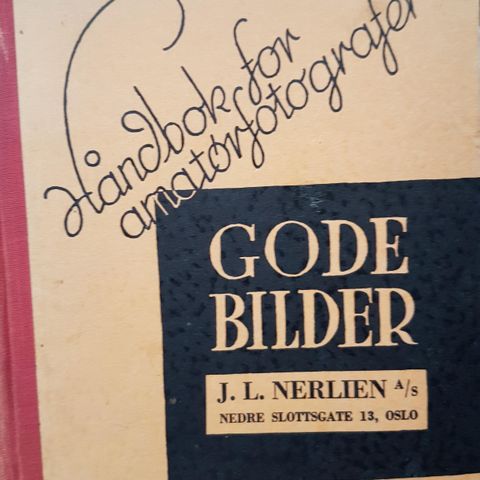 Håndbok for
amatørfotografer
GODE
BILDER
J. L. NERLIEN A/s
NEDRE SLOTTSGATE 13, OSLO